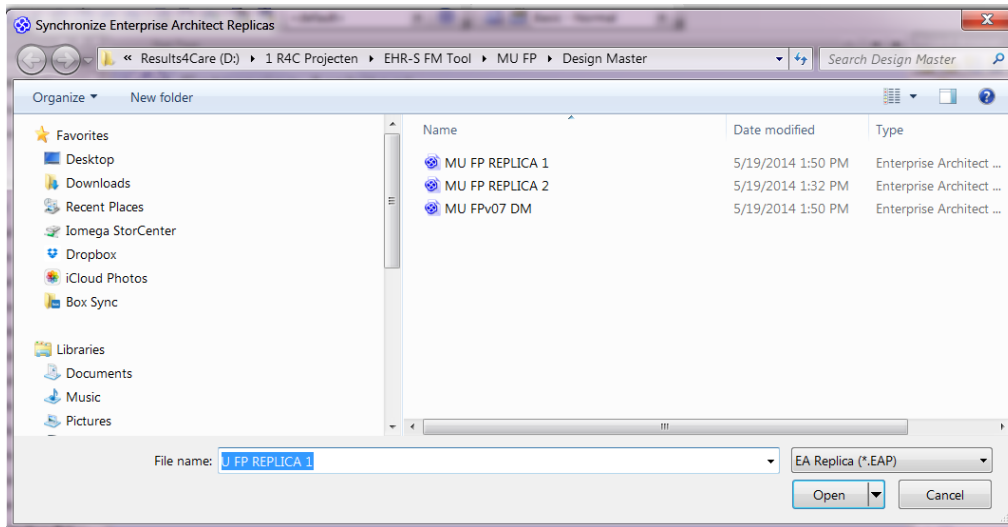 Synchronize Enterprise Architect Replicas
« Results4Care (D:) ▸ 1 R4C Projecten ▸ EHR-S FM Tool ▸ MU FP ▸ Design Master
Search Design Master
Organize
New folder
Favorites
Desktop
Downloads
Recent Places
Iomega StorCenter
Dropbox
iCloud Photos
Box Sync
Libraries
Documents
Music
Pictures
Name Date modified Type
MU FP REPLICA 1 5/19/2014 1:50 PM Enterprise Architect ...
MU FP REPLICA 2 5/19/2014 1:32 PM Enterprise Architect ...
MU FPv07 DM 5/19/2014 1:50 PM Enterprise Architect ...
File name: U FP REPLICA 1
EA Replica (*.EAP)
Open
Cancel